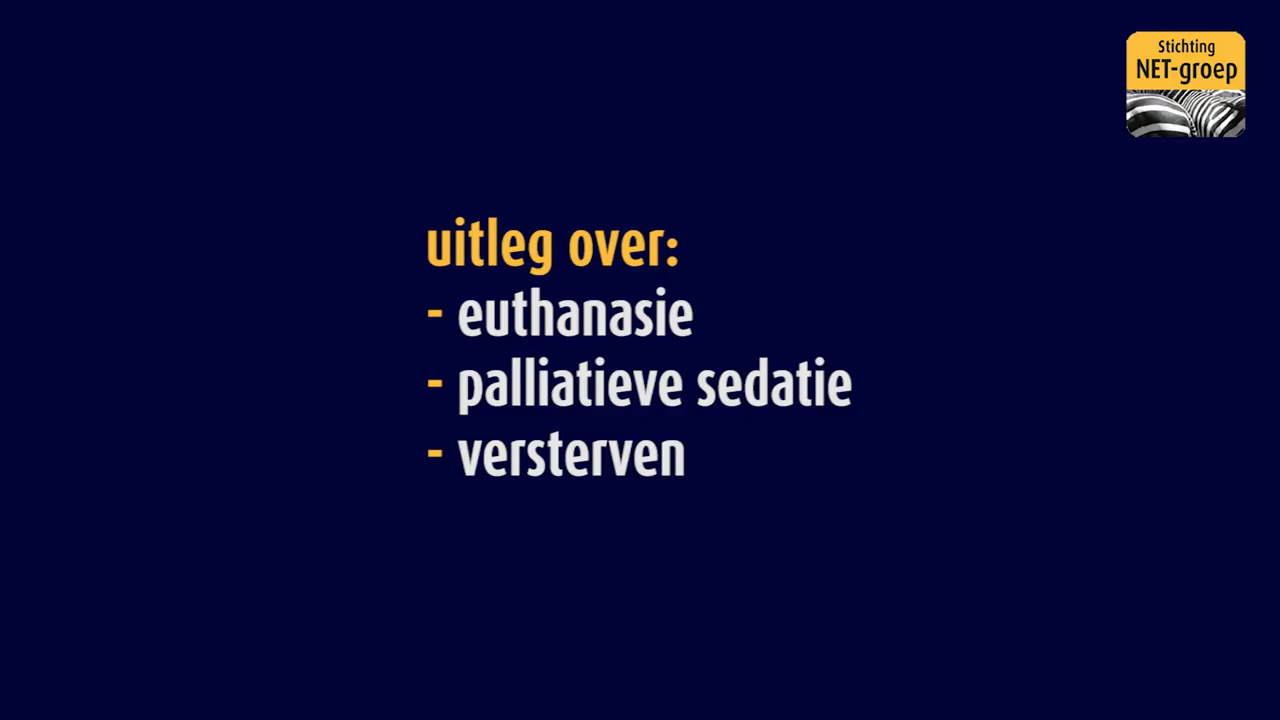 Stichting
NET-groep
uitleg over:
- euthanasie
- palliatieve sedatie
- versterven